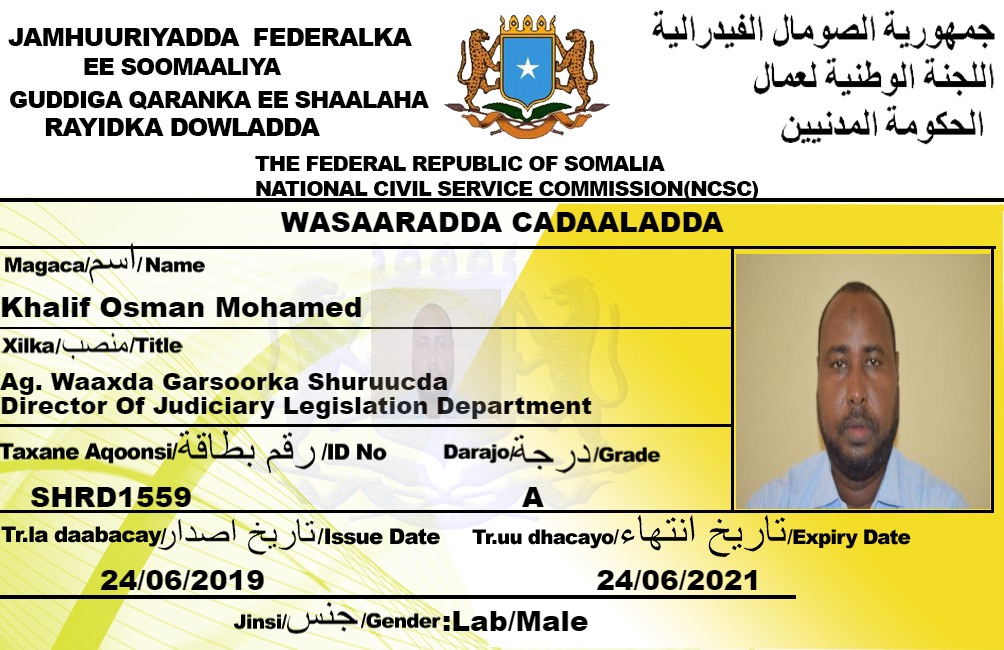 JAMHUURIYADDA FEDERALKA
EE SOOMAALIYA
GUDDIGA QARANKA EE SHAALAHA
RAYIDKA DOWLADDA
جمهورية الصومال الفيدرالية
اللجنة الوطنية لعمال
الحكومة المدنيين
THE FEDERAL REPUBLIC OF SOMALIA
NATIONAL CIVIL SERVICE COMMISSION(NCSC)
WASAARADDA CADAALADDA
Magaca/اسم/Name
Khalif Osman Mohamed
Xilka/منصب/Title
Ag. Waaxda Garsoorka Shuruucda
Director Of Judiciary Legislation Department
Taxane Aqoonsi/رقم بطاقة/ID No
Darajo/درجة/Grade
SHRD1559
A
Tr.la daabacay/تاريخ اصدار/Issue Date
Tr.uu dhacayo/تاريخ انتهاء/Expiry Date
24/06/2019
24/06/2021
Jinsi/جنس/Gender:Lab/Male